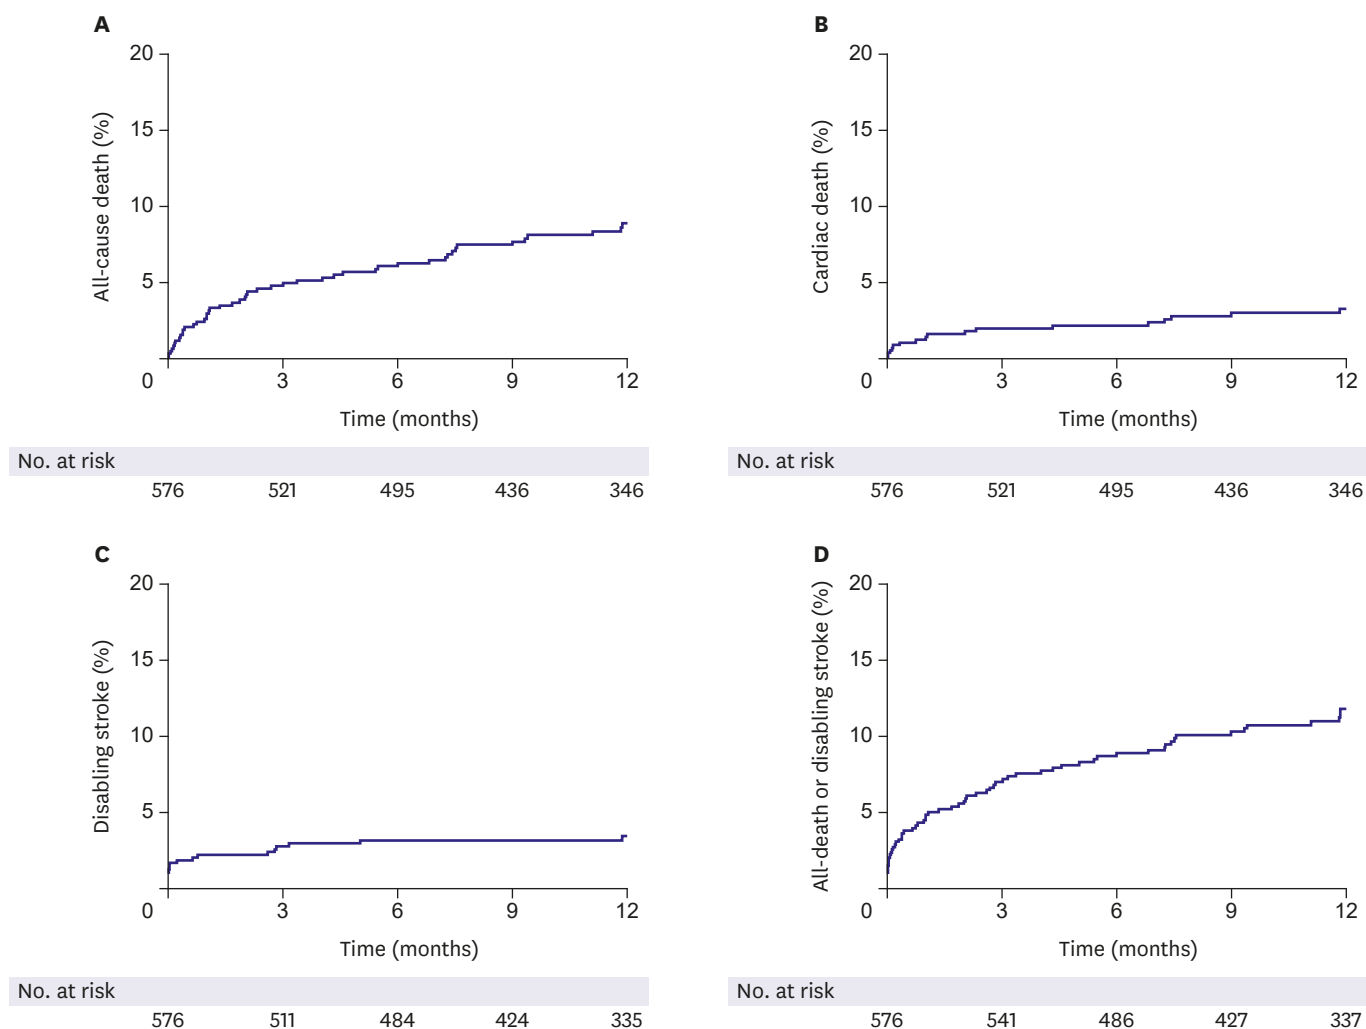 A
All-cause death (%)
20
15
10
5
0 3 6 9 12
Time (months)
No. at risk
576 521 495 436 346
B
Cardiac death (%)
20
15
10
5
0 3 6 9 12
Time (months)
No. at risk
576 521 495 436 346
C
Disabling stroke (%)
20
15
10
5
0 3 6 9 12
Time (months)
No. at risk
576 511 484 424 335
D
All-death or disabling stroke (%)
20
15
10
5
0 3 6 9 12
Time (months)
No. at risk
576 541 486 427 337